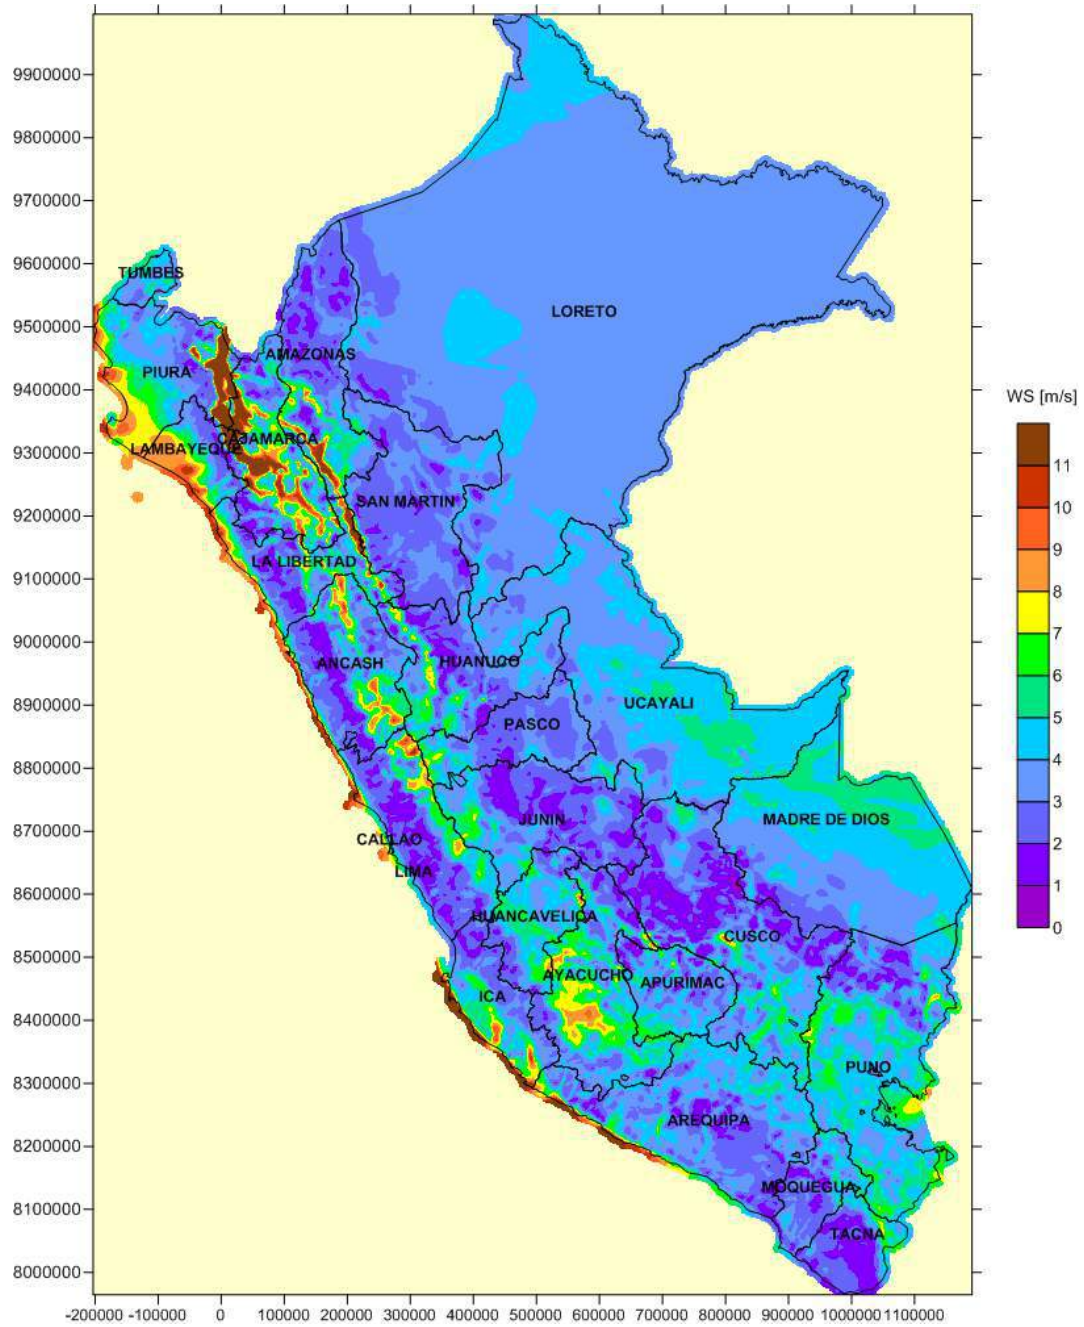 9900000
9800000
9700000
9600000
TUMBES
LORETO
9500000
AMAZONAS
PIURA
9400000
WS [m/s]
CAJAMARCA
LAMBAYEQUE
9300000
11
SAN MARTIN
10
9200000
9
LA LIBERTAD
9100000
8
7
9000000
ANCASH
HUANUCO
6
UCAYALI
8900000
PASCO
5
4
8800000
JUNIN
MADRE DE DIOS
3
8700000
CALLAO
2
LIMA
1
8600000
HUANCAVELICA
0
CUSCO
8500000
AYACUCHO
APURIMAC
ICA
8400000
PUNO
8300000
AREQUIPA
8200000
MOQUEGUA
8100000
TACNA
8000000
-200000 -100000 0 100000 200000 300000 400000 500000 600000 700000 800000 900000 1000000 1100000